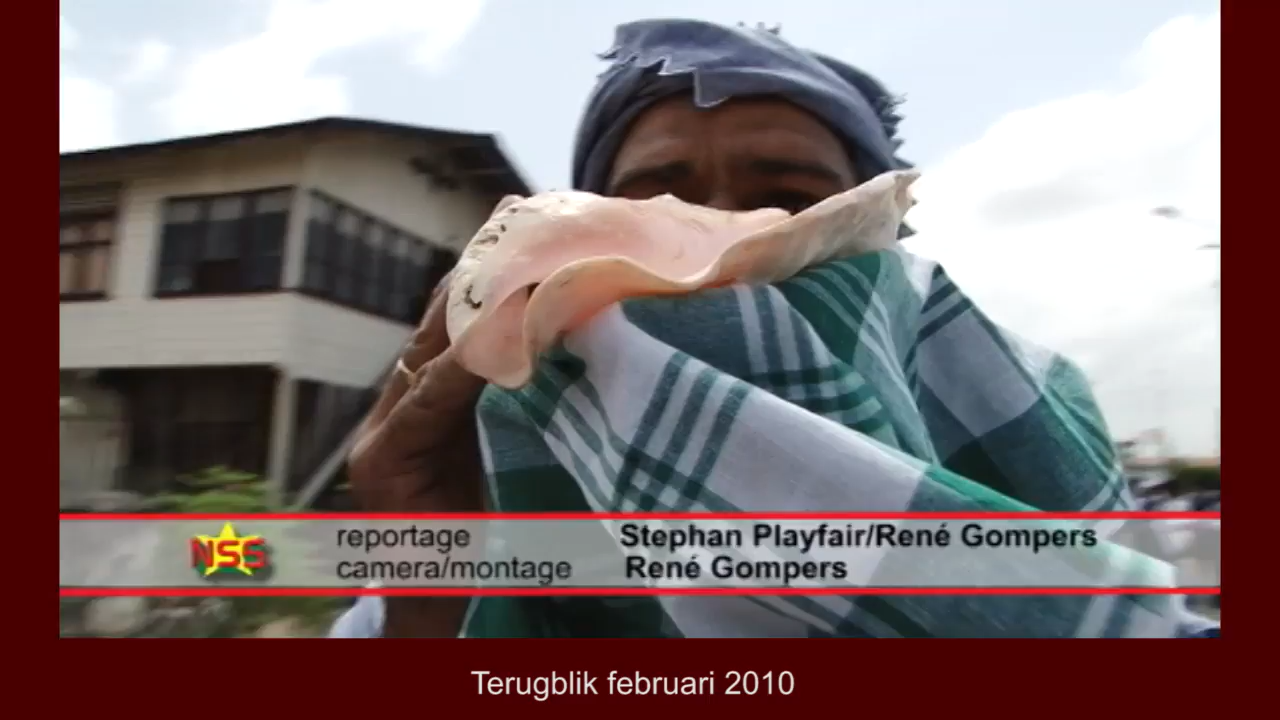 NSS
reportage Stephan Playfair/René Gompers
camera/montage René Gompers
Terugblik februari 2010